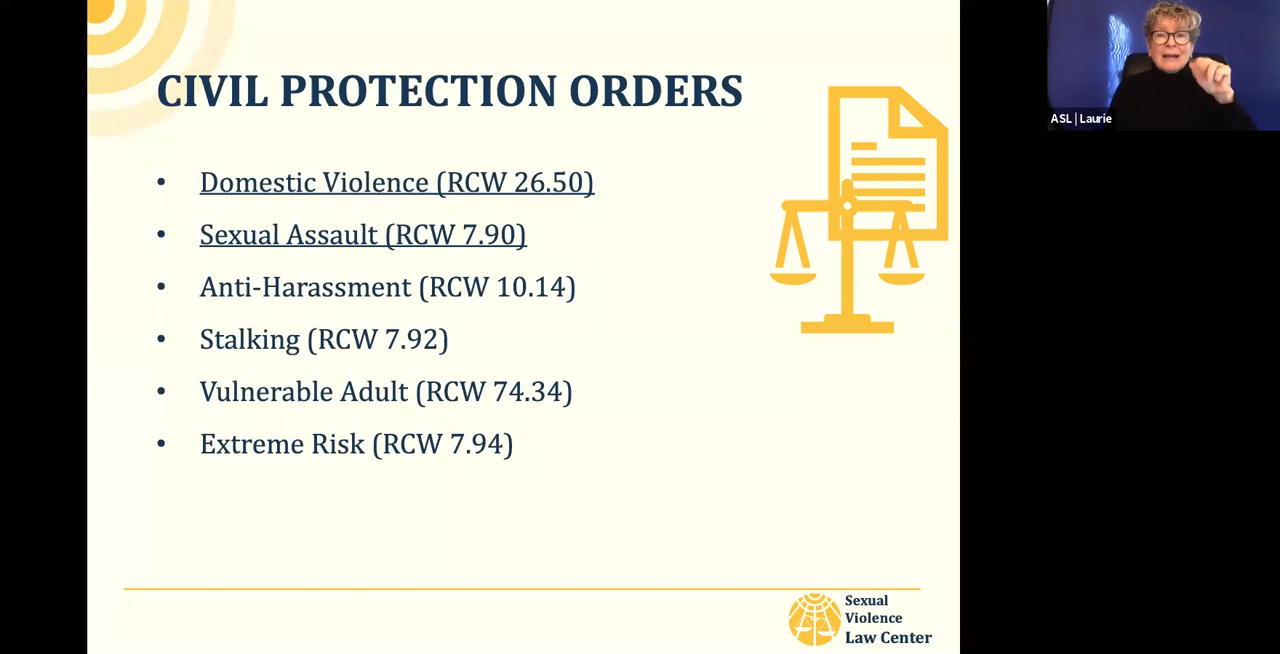 CIVIL PROTECTION ORDERS
• Domestic Violence (RCW 26.50)
• Sexual Assault (RCW 7.90)
• Anti-Harassment (RCW 10.14)
• Stalking (RCW 7.92)
• Vulnerable Adult (RCW 74.34)
• Extreme Risk (RCW 7.94)
Sexual
Violence
Law Center
ASL | Laurie